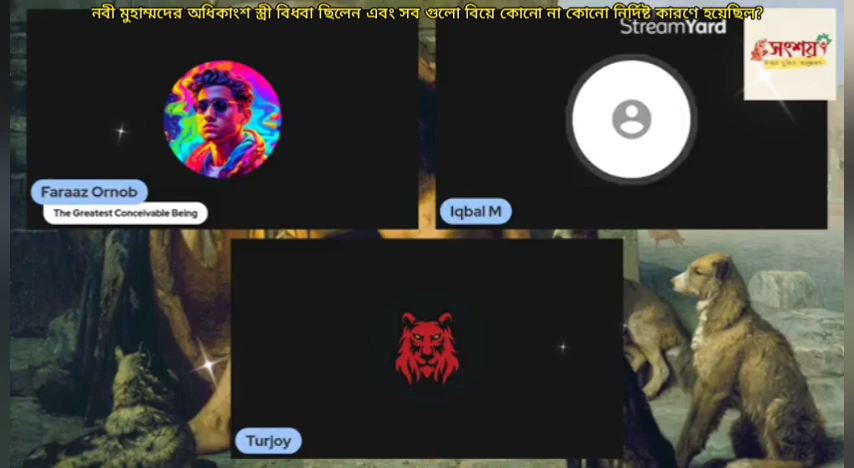 নবী মুহাম্মদের অধিকাংশ স্ত্রী বিধবা ছিলেন এবং সব গুলো বিয়ে কোনো না কোনো নির্দিষ্ট কারণে হয়েছিল?
StreamYard
সংশয়
Faraaz Ornob
The Greatest Conceivable Being
Iqbal M
Turjoy